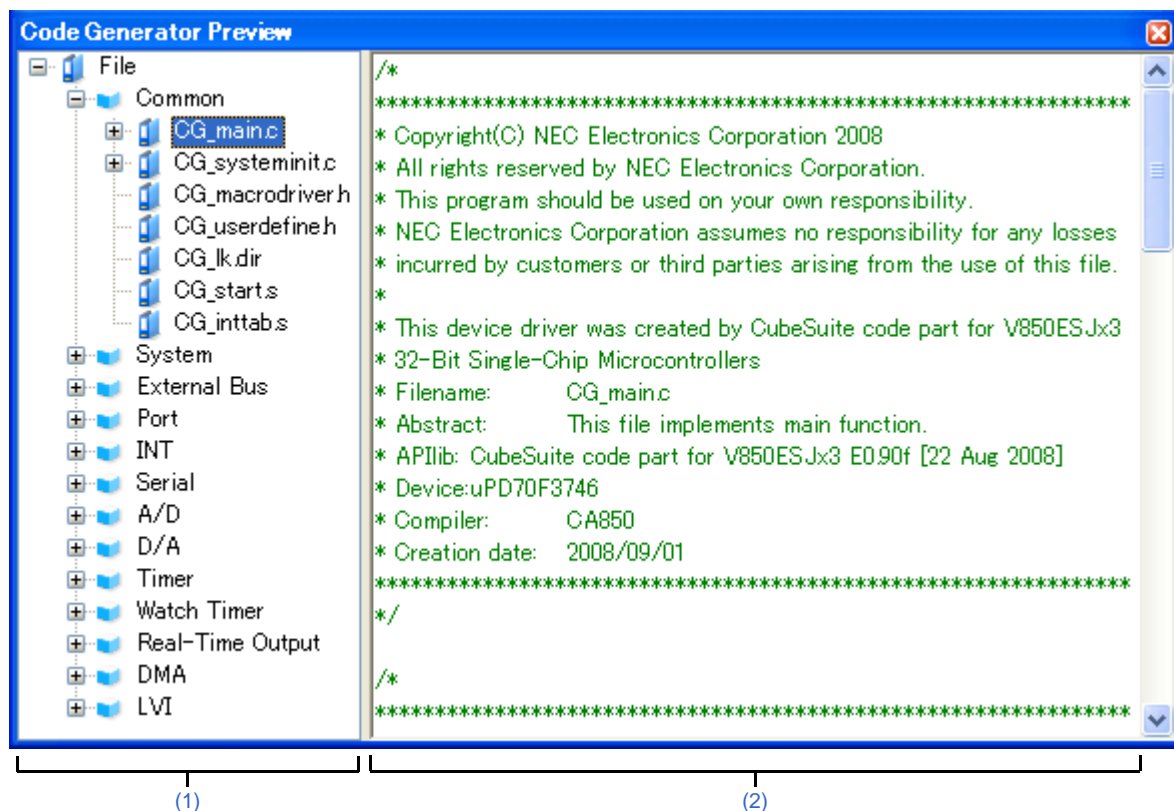 Code Generator Preview
File
Common
CG_main.c
CG_systeminit.c
CG_macrodriver.h
CG_userdefine.h
CG_lk.dir
CG_start.s
CG_inttab.s
System
External Bus
Port
INT
Serial
A/D
D/A
Timer
Watch Timer
Real-Time Output
DMA
LVI
/*
***************************************************************
* Copyright(C) NEC Electronics Corporation 2008
* All rights reserved by NEC Electronics Corporation.
* This program should be used on your own responsibility.
* NEC Electronics Corporation assumes no responsibility for any losses
* incurred by customers or third parties arising from the use of this file.
*
* This device driver was created by CubeSuite code part for V850ESJx3
* 32-Bit Single-Chip Microcontrollers
* Filename: CG_main.c
* Abstract: This file implements main function.
* APIlib: CubeSuite code part for V850ESJx3 E0.90f [22 Aug 2008]
* Device:uPD70F3746
* Compiler: CA850
* Creation date: 2008/09/01
***************************************************************
*/
/*
***************************************************************
(1)
(2)